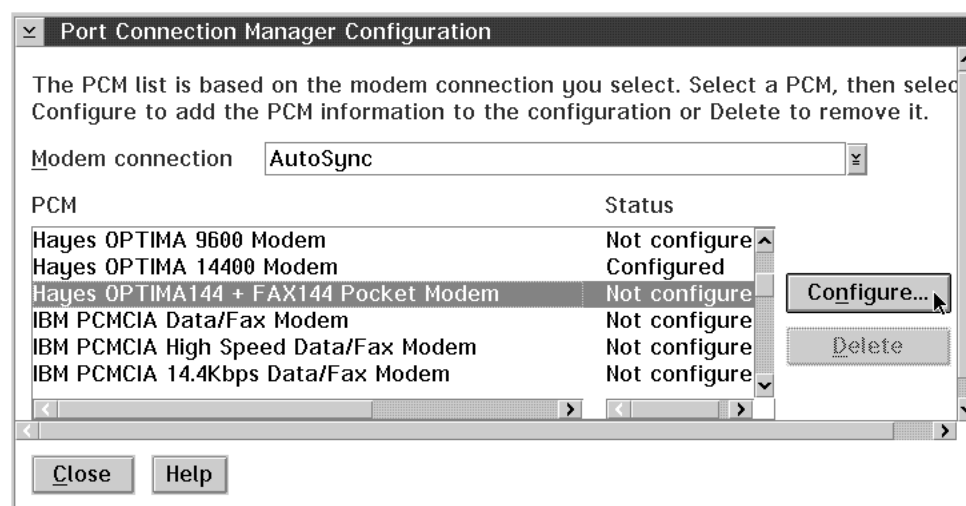 Port Connection Manager Configuration
The PCM list is based on the modem connection you select. Select a PCM, then selec
Configure to add the PCM information to the configuration or Delete to remove it.
Modem connection AutoSync
PCM Status
Hayes OPTIMA 9600 Modem Not configure
Hayes OPTIMA 14400 Modem Configured
Hayes OPTIMA144 + FAX144 Pocket Modem Not configure
Configure...
IBM PCMCIA Data/Fax Modem Not configure
IBM PCMCIA High Speed Data/Fax Modem Not configure
Delete
IBM PCMCIA 14.4Kbps Data/Fax Modem Not configure
Close Help